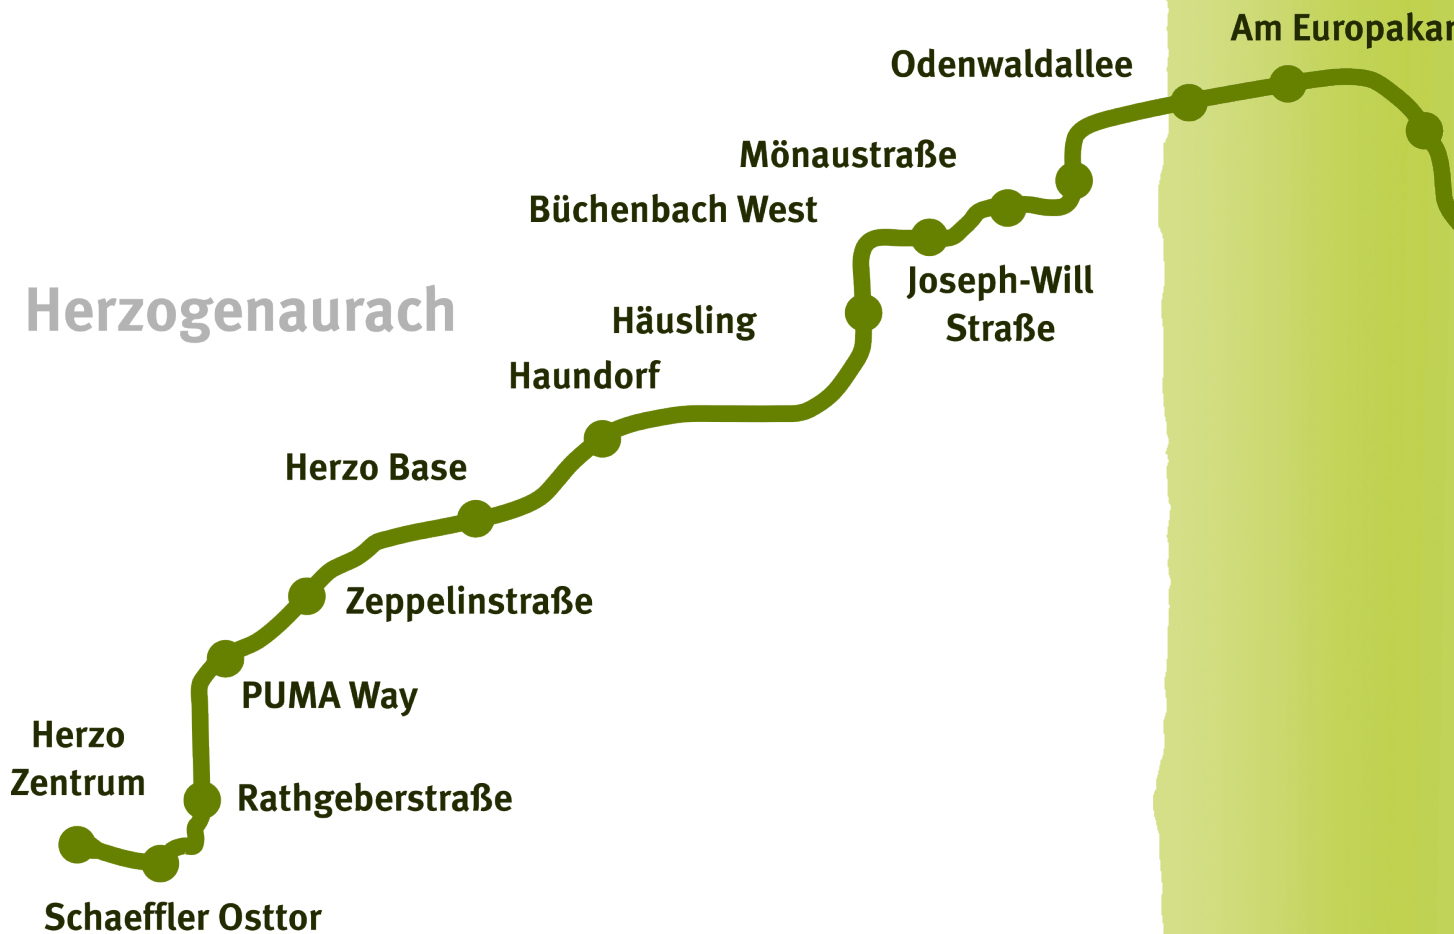 Am Europakan
Odenwaldallee
Mönaustraße
Büchenbach West
Joseph-Will
Straße
Herzogenaurach
Häusling
Haundorf
Herzo Base
Zeppelinstraße
PUMA Way
Herzo
Zentrum
Rathgeberstraße
Schaeffler Osttor